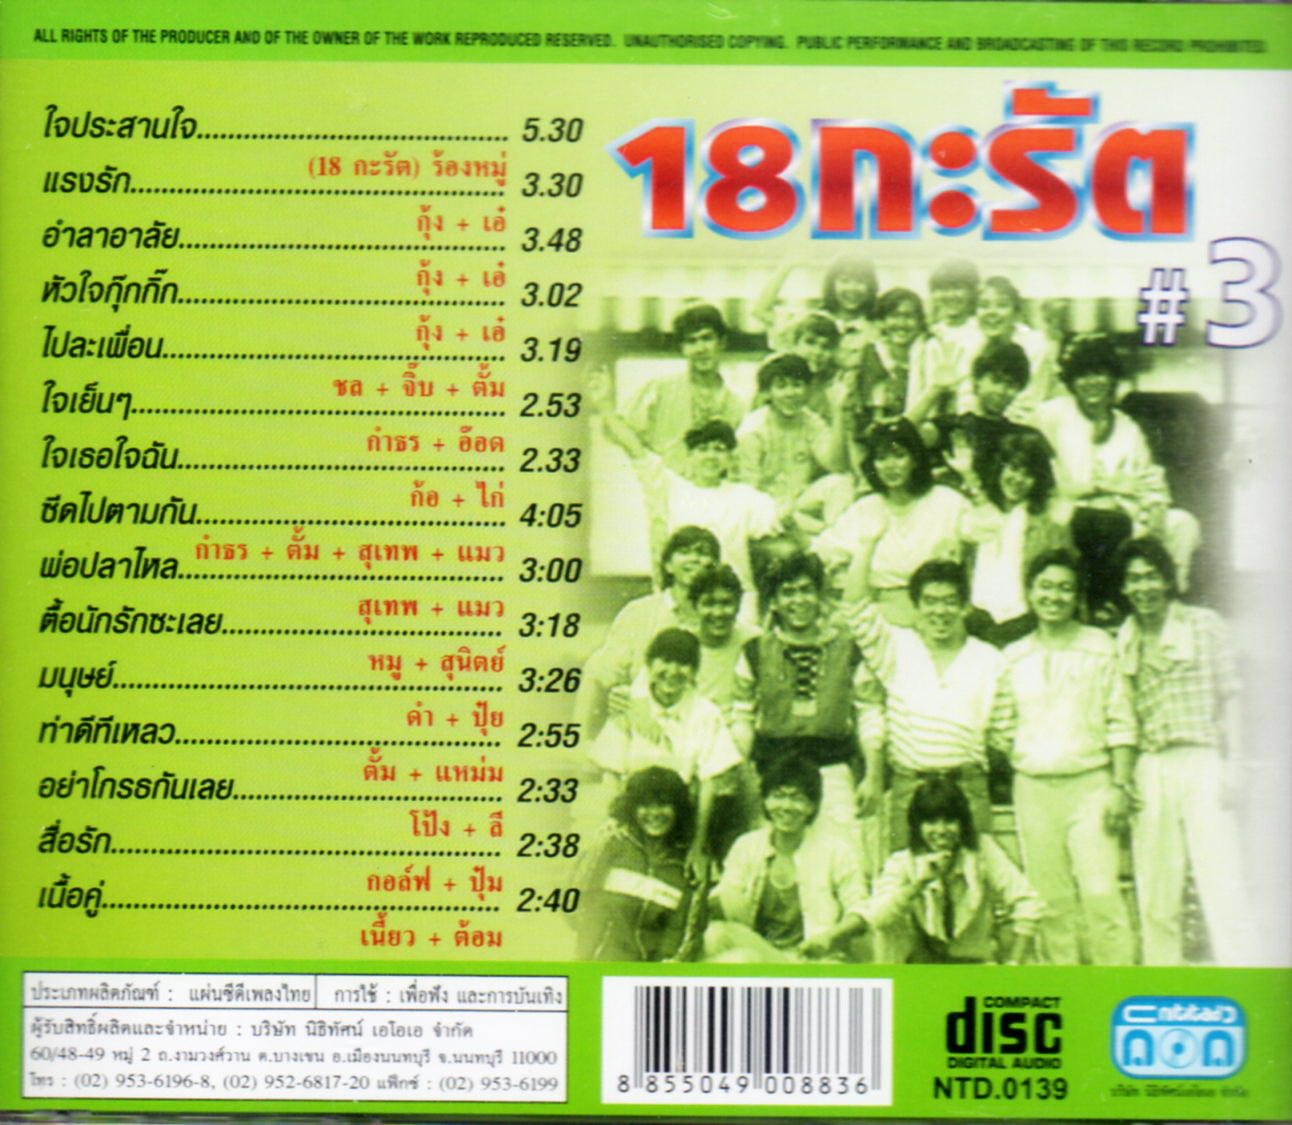 ALL RIGHTS OF THE PRODUCER AND OF THE OWNER OF THE WORK REPRODUCED RESERVED. UNAUTHORISED COPYING. PUBLIC PERFORMANCE AND BROADCASTING OF THIS RECORD PROHIBITED.
18กะรัต
#3
ใจประสานใจ 5.30
(18 กะรัต) ร้องหมู่
แรงรัก 3.30
กุ้ง + เอ๋
อำลาอาลัย 3.48
กุ้ง + เอ๋
หัวใจกุ๊กกิ๊ก 3.02
กุ้ง + เอ๋
ไปละเพื่อน 3.19
ชล + จิ๊บ + ตั้ม
ใจเย็นๆ 2.53
กำธร + อ๊อด
ใจเธอใจฉัน 2.33
ก้อ + ไก่
ซีดไปตามกัน 4:05
กำธร + ตั้ม + สุเทพ + แมว
พ่อปลาไหล 3:00
สุเทพ + แมว
ตื้อนักรักซะเลย 3:18
หมู + สุนิตย์
มนุษย์ 3:26
ดำ + ปุ๋ย
ท่าดีทีเหลว 2:55
ตั้ม + แหม่ม
อย่าโกรธกันเลย 2:33
โป้ง + ลี
สื่อรัก 2:38
กอล์ฟ + ปุ้ม
เนื้อคู่ 2:40
เนี้ยว + ต้อม
ประเภทผลิตภัณฑ์ : แผ่นซีดีเพลงไทย การใช้ : เพื่อฟัง และการบันเทิง
ผู้รับสิทธิ์ผลิตและจำหน่าย : บริษัท นิธิทัศน์ เอโอเอ จำกัด
60/48-49 หมู่ 2 ถ.งามวงศ์วาน ต.บางเขน อ.เมืองนนทบุรี จ.นนทบุรี 11000
โทร : (02) 953-6196-8, (02) 952-6817-20 แฟ็กซ์ : (02) 953-6199
8 855049 008836
COMPACT
disc
DIGITAL AUDIO
NTD.0139